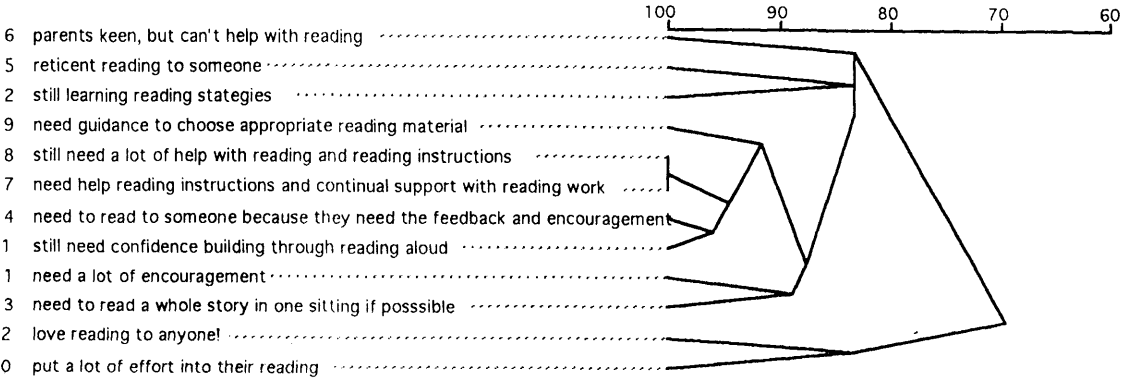 100 90 80 70 60
6 parents keen, but can't help with reading
5 reticent reading to someone
2 still learning reading stategies
9 need guidance to choose appropriate reading material
8 still need a lot of help with reading and reading instructions
7 need help reading instructions and continual support with reading work
4 need to read to someone because they need the feedback and encouragement
1 still need confidence building through reading aloud
1 need a lot of encouragement
3 need to read a whole story in one sitting if posssible
2 love reading to anyone!
0 put a lot of effort into their reading